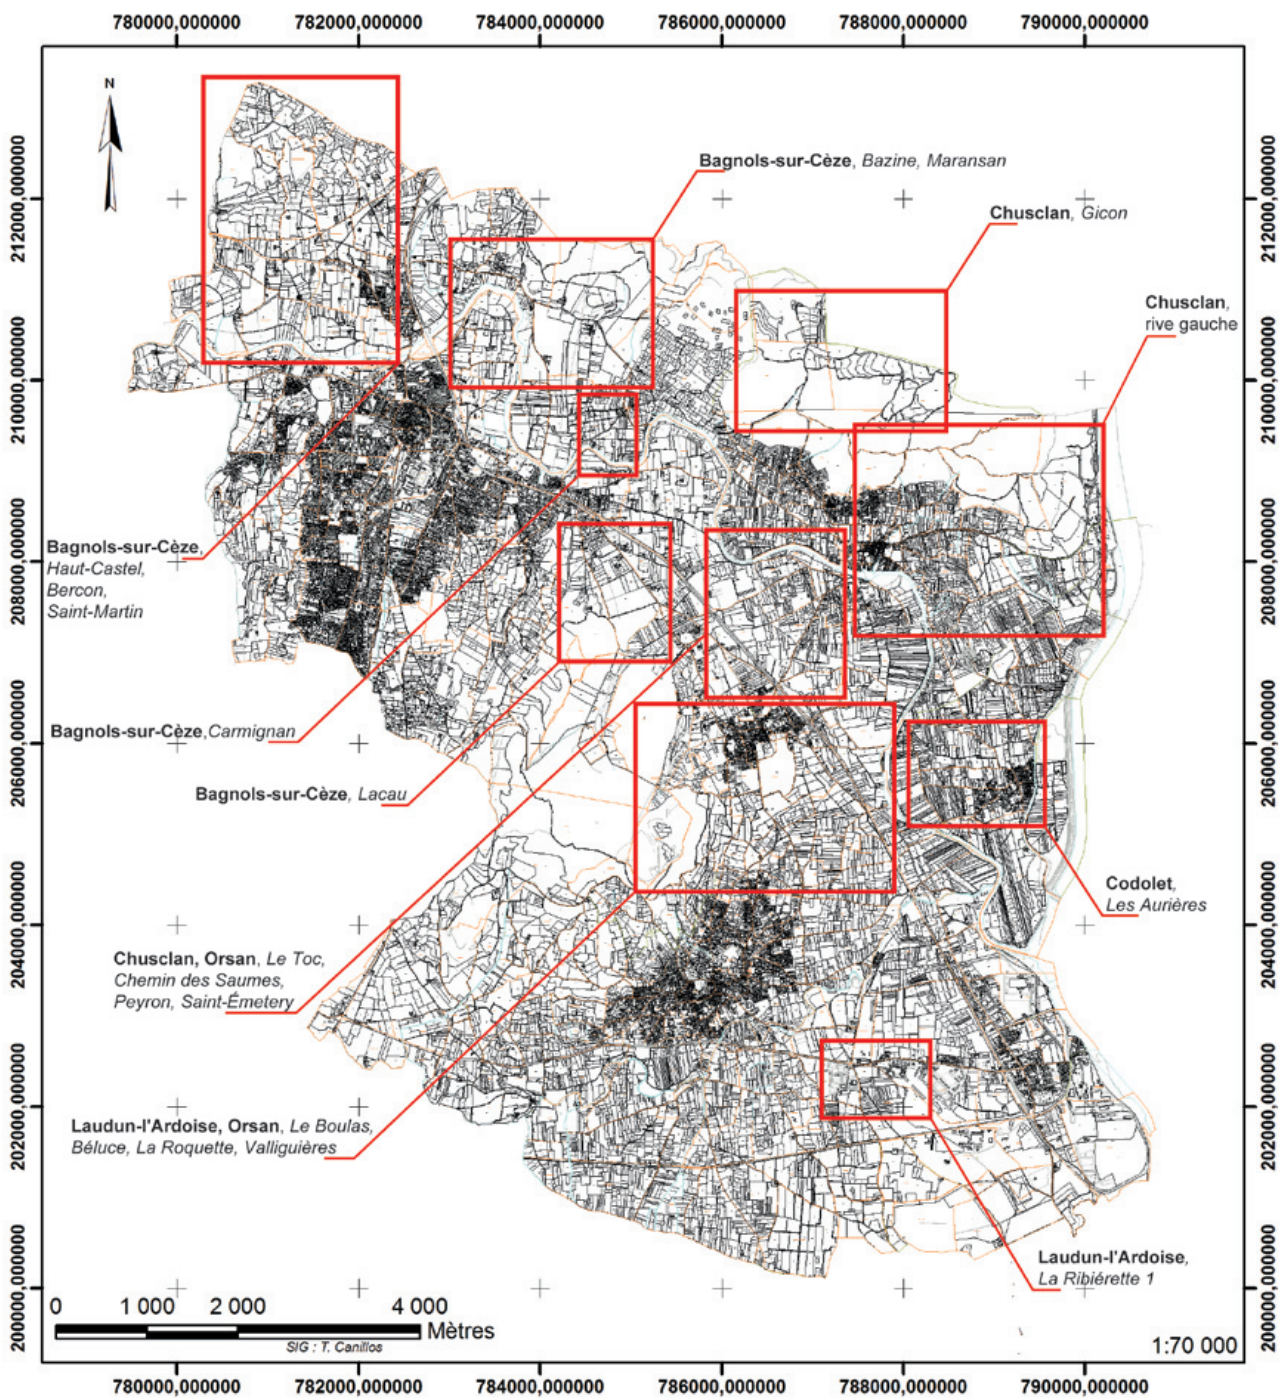 780000,000000 782000,000000 784000,000000 786000,000000 788000,000000 790000,000000
N
212000,000000
210000,000000
208000,000000
206000,000000
204000,000000
202000,000000
200000,000000
Bagnols-sur-Cèze, Bazine, Maransan
Chusclan, Gicon
Chusclan,
rive gauche
Bagnols-sur-Cèze,
Haut-Castel,
Bercon,
Saint-Martin
Bagnols-sur-Cèze,Carmignan
Bagnols-sur-Cèze, Lacau
Codolet,
Les Aurières
Chusclan, Orsan, Le Toc,
Chemin des Saumes,
Peyron, Saint-Émetery
Laudun-l'Ardoise, Orsan, Le Boulas,
Béluce, La Roquette, Valliguières
Laudun-l'Ardoise,
La Ribiérette 1
212000,000000
210000,000000
208000,000000
206000,000000
204000,000000
202000,000000
200000,000000
0 1 000 2 000 4 000
Mètres
SIG : T. Canillos
1:70 000
780000,000000 782000,000000 784000,000000 786000,000000 788000,000000 790000,000000